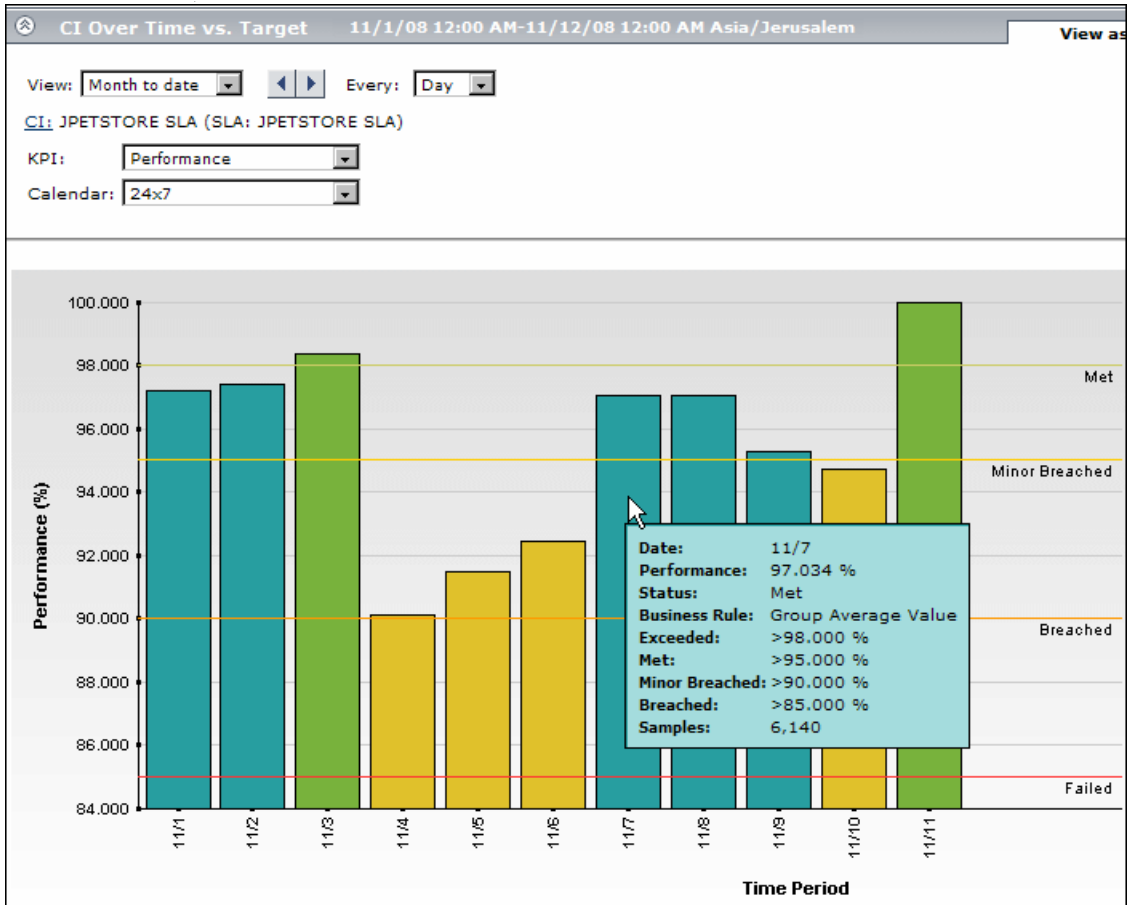 CI Over Time vs. Target 11/1/08 12:00 AM-11/12/08 12:00 AM Asia/Jerusalem
View as
View: Month to date Every: Day
CI: JPETSTORE SLA (SLA: JPETSTORE SLA)
KPI: Performance
Calendar: 24x7
100.000
98.000
Met
96.000
Minor Breached
94.000
92.000
90.000
Breached
88.000
86.000
Failed
84.000
Performance (%)
Date: 11/7
Performance: 97.034 %
Status: Met
Business Rule: Group Average Value
Exceeded: >98.000 %
Met: >95.000 %
Minor Breached: >90.000 %
Breached: >85.000 %
Samples: 6,140
11/1 11/2 11/3 11/4 11/5 11/6 11/7 11/8 11/9 11/10 11/11
Time Period